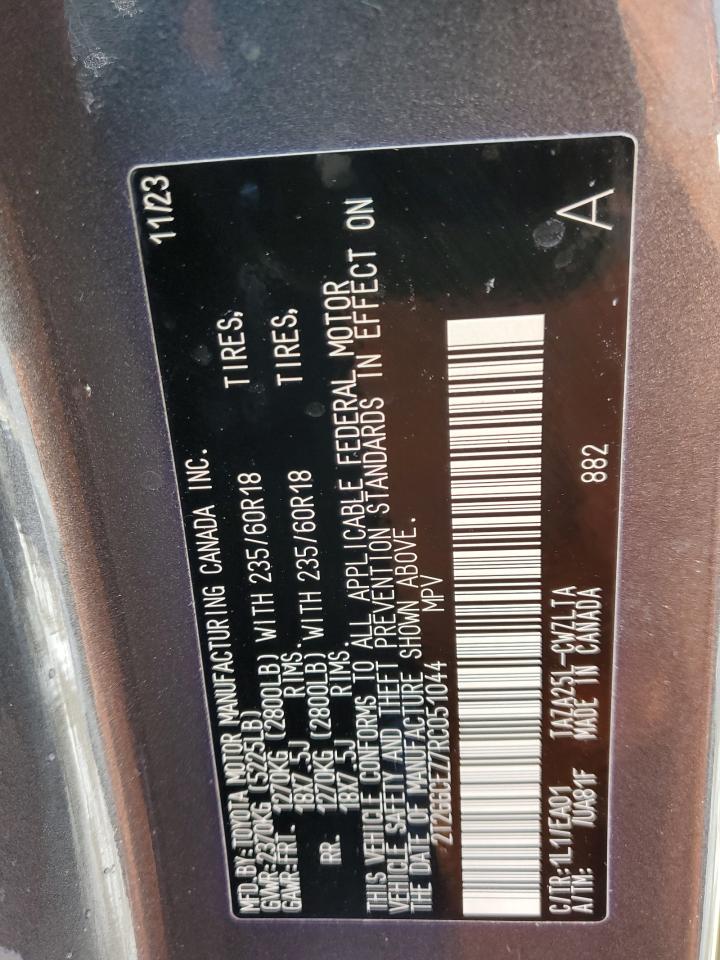 MFD.BY:TOYOTA MOTOR MANUFACTURING CANADA INC. 11/23
GVWR:2370KG (5225LB)
GAWR:FRT. 1270KG (2800LB) WITH 235/60R18 TIRES,
18X7.5J RIMS.
RR. 1270KG (2800LB) WITH 235/60R18 TIRES,
18X7.5J RIMS.
THIS VEHICLE CONFORMS TO ALL APPLICABLE FEDERAL MOTOR
VEHICLE SAFETY AND THEFT PREVENTION STANDARDS IN EFFECT ON
THE DATE OF MANUFACTURE SHOWN ABOVE.
2T2GGCEZ7RC051044 MPV
C/TR:1L1/EA01 TAZA25L-CWZLTA 882
A/TM: /UA81F MADE IN CANADA A